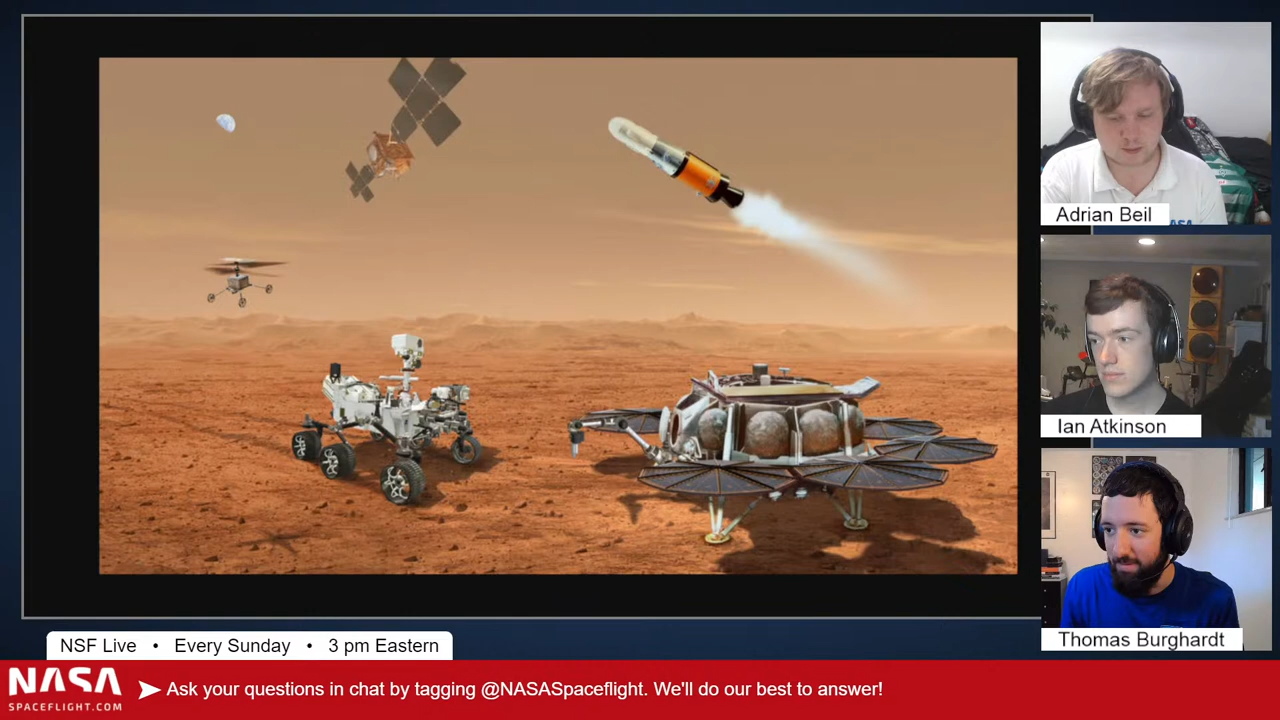 Adrian Beil
Ian Atkinson
Thomas Burghardt
NSF Live • Every Sunday • 3 pm Eastern
NASA
SPACEFLIGHT.COM
Ask your questions in chat by tagging @NASASpaceflight. We'll do our best to answer!